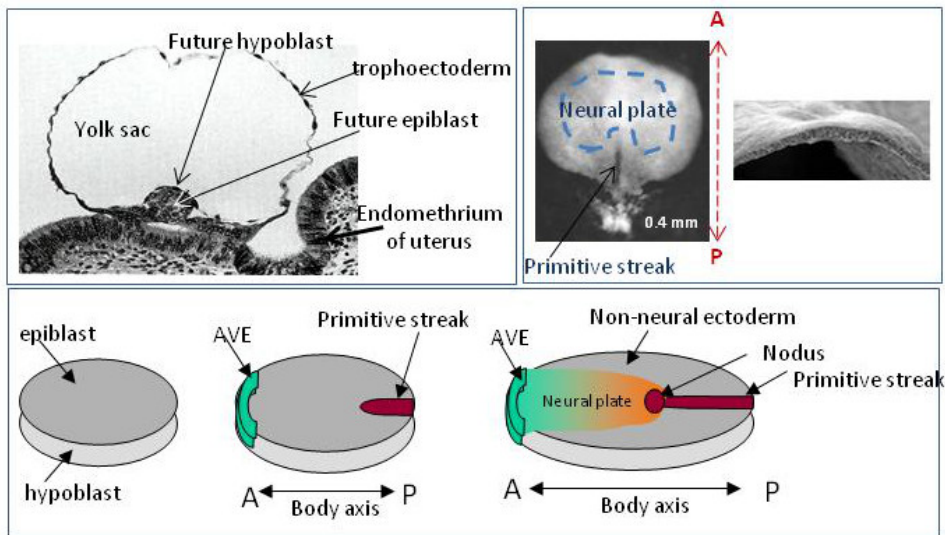 Future hypoblast
trophoectoderm
Yolk sac
Future epiblast
Endomethrium
of uterus
A
Neural plate
0.4 mm
P
Primitive streak
epiblast
hypoblast
AVE
Primitive streak
A
P
Body axis
Non-neural ectoderm
AVE
Nodus
Primitive streak
Neural plate
A
P
Body axis